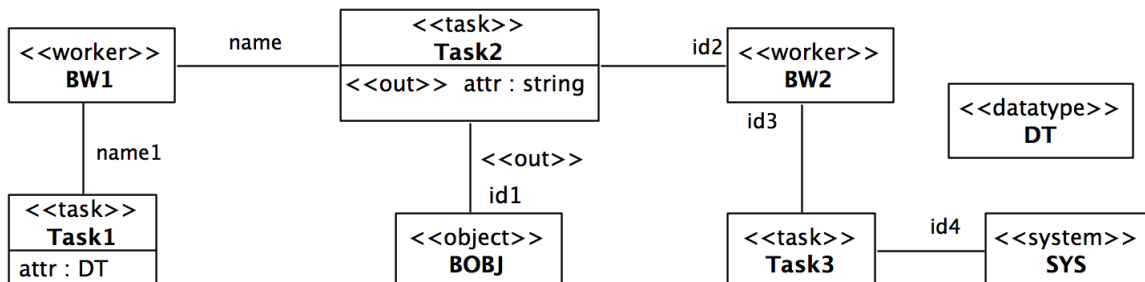 <<worker>>
BW1
name
<<task>>
Task2
<<out>> attr : string
id2
<<worker>>
BW2
<<datatype>>
DT
name1
<<out>>
id1
id3
<<task>>
Task1
attr : DT
<<object>>
BOBJ
<<task>>
Task3
id4
<<system>>
SYS